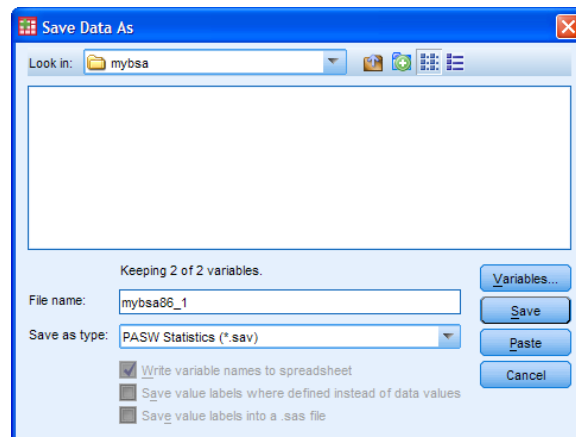 Save Data As
Look in: mybsa
Keeping 2 of 2 variables.
Variables...
File name: mybsa86_1
Save
Save as type: PASW Statistics (*.sav)
Paste
Write variable names to spreadsheet
Cancel
Save value labels where defined instead of data values
Save value labels into a .sas file